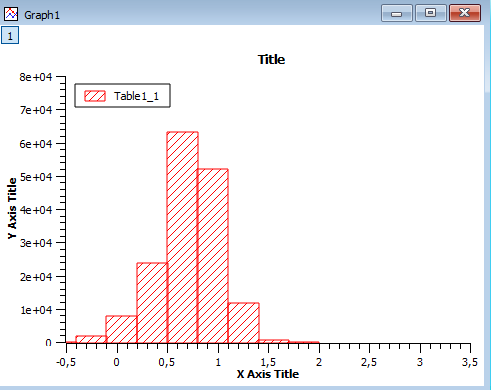 Graph1
1
Title
8e+04
7e+04
6e+04
5e+04
4e+04
3e+04
2e+04
1e+04
0
Y Axis Title
Table1_1
-0,5 0 0,5 1 1,5 2 2,5 3 3,5
X Axis Title